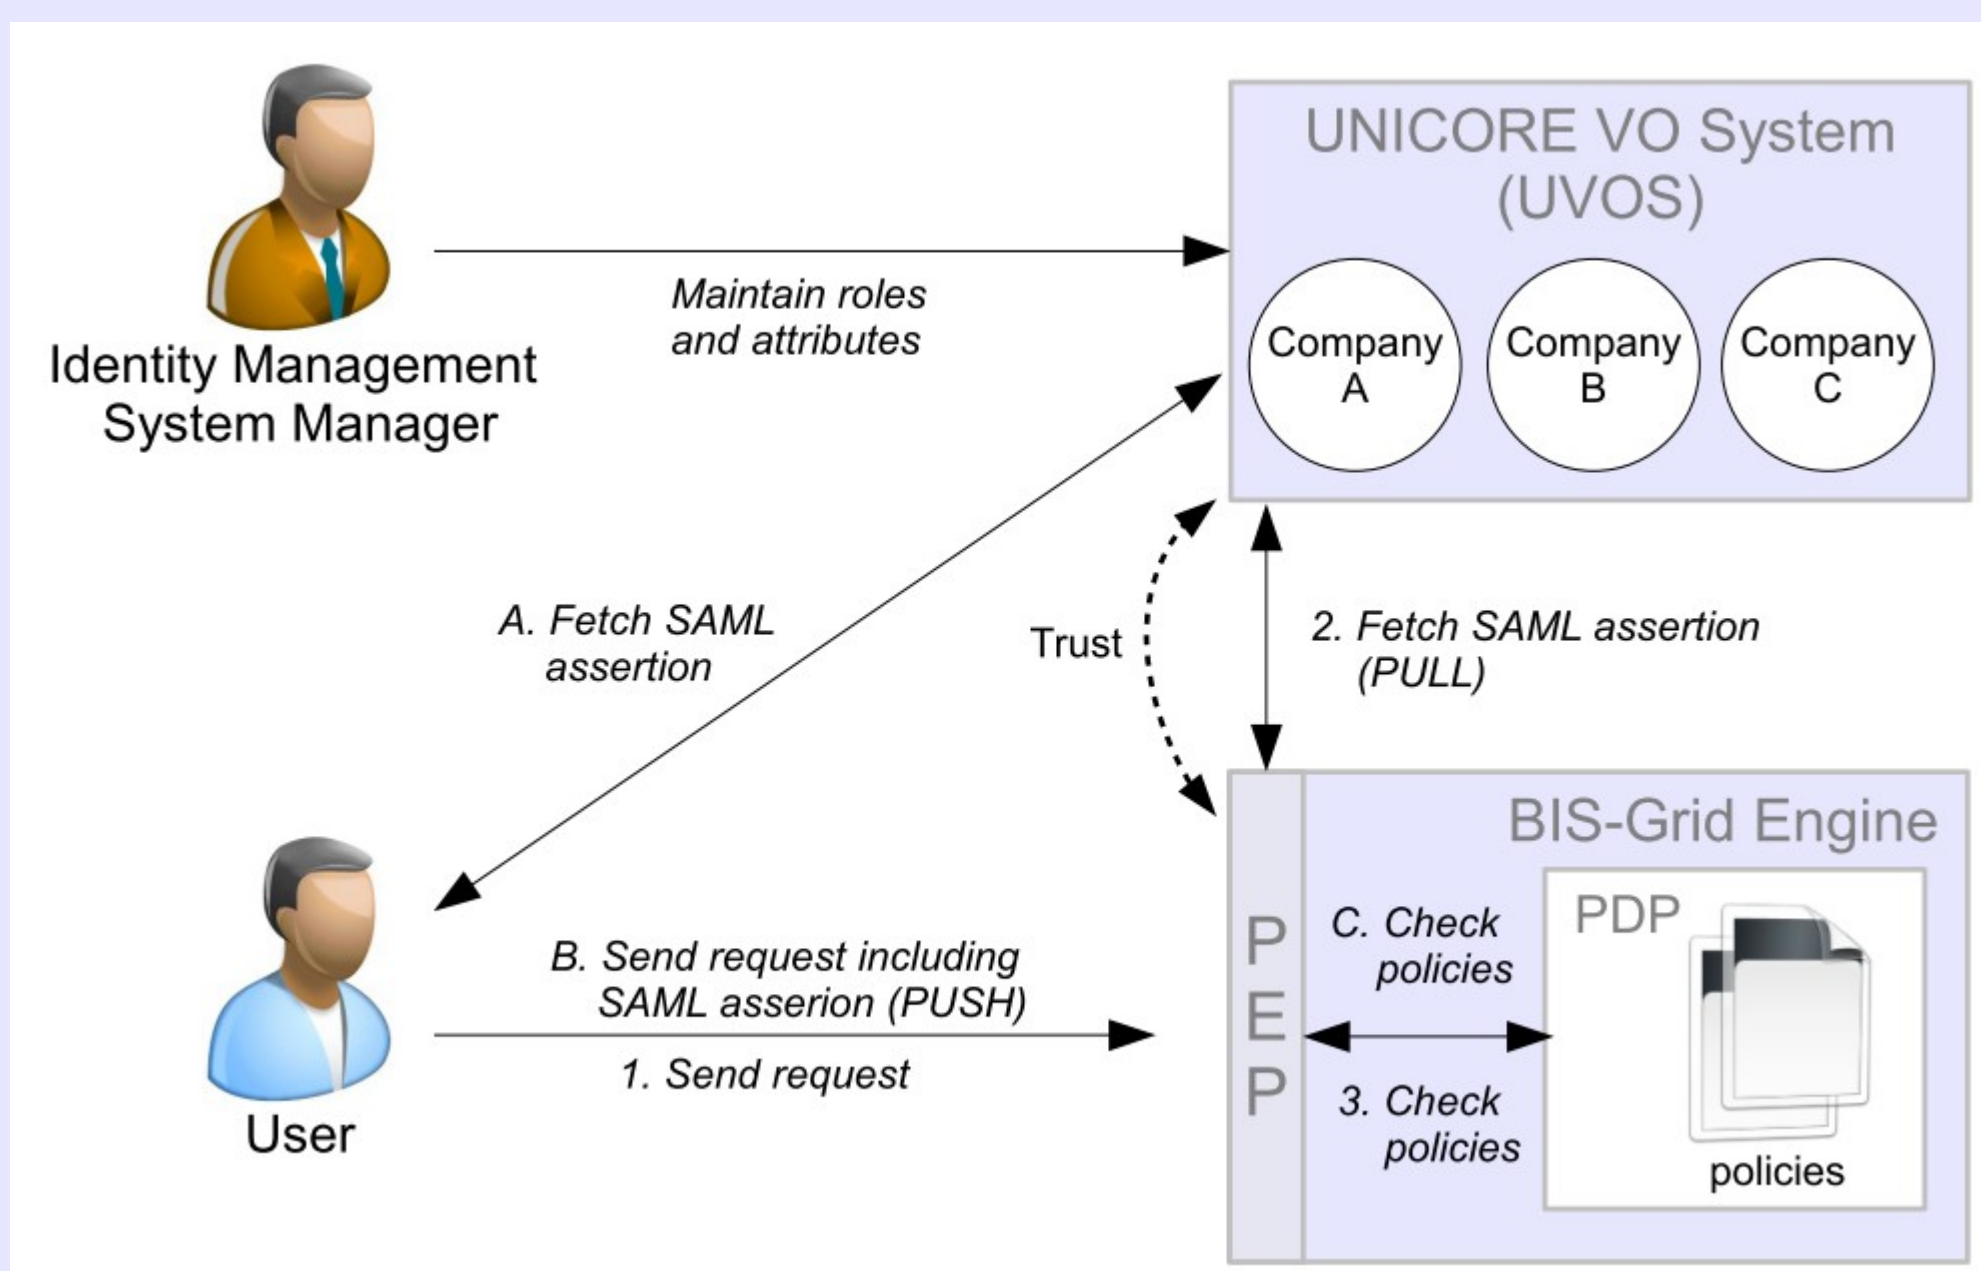 UNICORE VO System
(UVOS)
Maintain roles
and attributes
Company
A
Company
B
Company
C
Identity Management
System Manager
A. Fetch SAML
assertion
Trust
2. Fetch SAML assertion
(PULL)
BIS-Grid Engine
PDP
P
E
P
C. Check
policies
B. Send request including
SAML asserion (PUSH)
1. Send request
3. Check
policies
policies
User